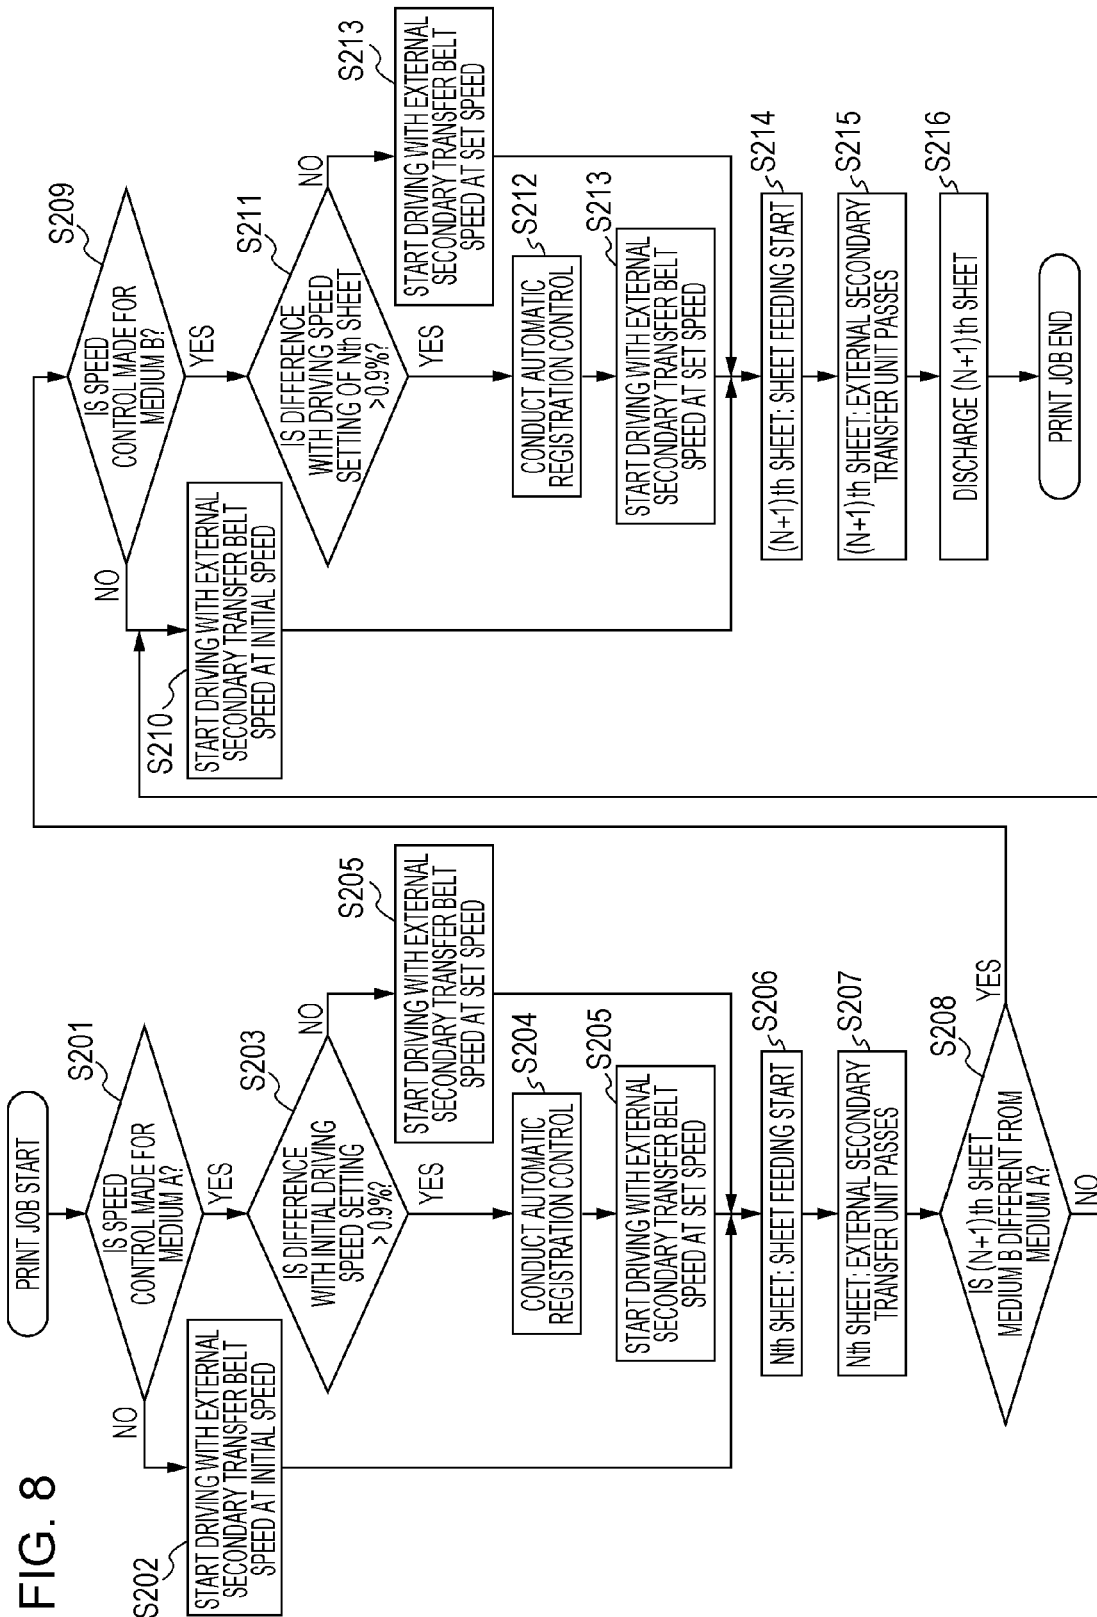 FIG. 8
PRINT JOB START
S201
IS SPEED
CONTROL MADE FOR
MEDIUM A?
NO
YES
S202
START DRIVING WITH EXTERNAL
SECONDARY TRANSFER BELT
SPEED AT INITIAL SPEED
S203
IS DIFFERENCE
WITH INITIAL DRIVING
SPEED SETTING
> 0.9%?
NO
YES
S205
START DRIVING WITH EXTERNAL
SECONDARY TRANSFER BELT
SPEED AT SET SPEED
S204
CONDUCT AUTOMATIC
REGISTRATION CONTROL
S205
START DRIVING WITH EXTERNAL
SECONDARY TRANSFER BELT
SPEED AT SET SPEED
S206
Nth SHEET: SHEET FEEDING START
S207
Nth SHEET: EXTERNAL SECONDARY
TRANSFER UNIT PASSES
S208
IS (N+1)th SHEET
MEDIUM B DIFFERENT FROM
MEDIUM A?
YES
NO
S209
IS SPEED
CONTROL MADE FOR
MEDIUM B?
NO
YES
S210
START DRIVING WITH EXTERNAL
SECONDARY TRANSFER BELT
SPEED AT INITIAL SPEED
S211
IS DIFFERENCE
WITH DRIVING SPEED
SETTING OF Nth SHEET
>0.9%?
NO
YES
S213
START DRIVING WITH EXTERNAL
SECONDARY TRANSFER BELT
SPEED AT SET SPEED
S212
CONDUCT AUTOMATIC
REGISTRATION CONTROL
S213
START DRIVING WITH EXTERNAL
SECONDARY TRANSFER BELT
SPEED AT SET SPEED
S214
(N+1)th SHEET: SHEET FEEDING START
S215
(N+1)th SHEET: EXTERNAL SECONDARY
TRANSFER UNIT PASSES
S216
DISCHARGE (N+1)th SHEET
PRINT JOB END